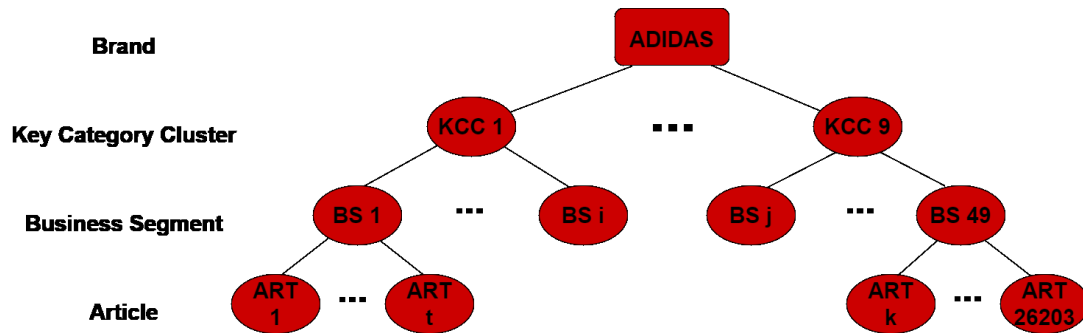 Brand
ADIDAS
Key Category Cluster
KCC 1
...
KCC 9
Business Segment
BS 1
...
BS i
BS j
...
BS 49
Article
ART
1
...
ART
t
ART
k
...
ART
26203